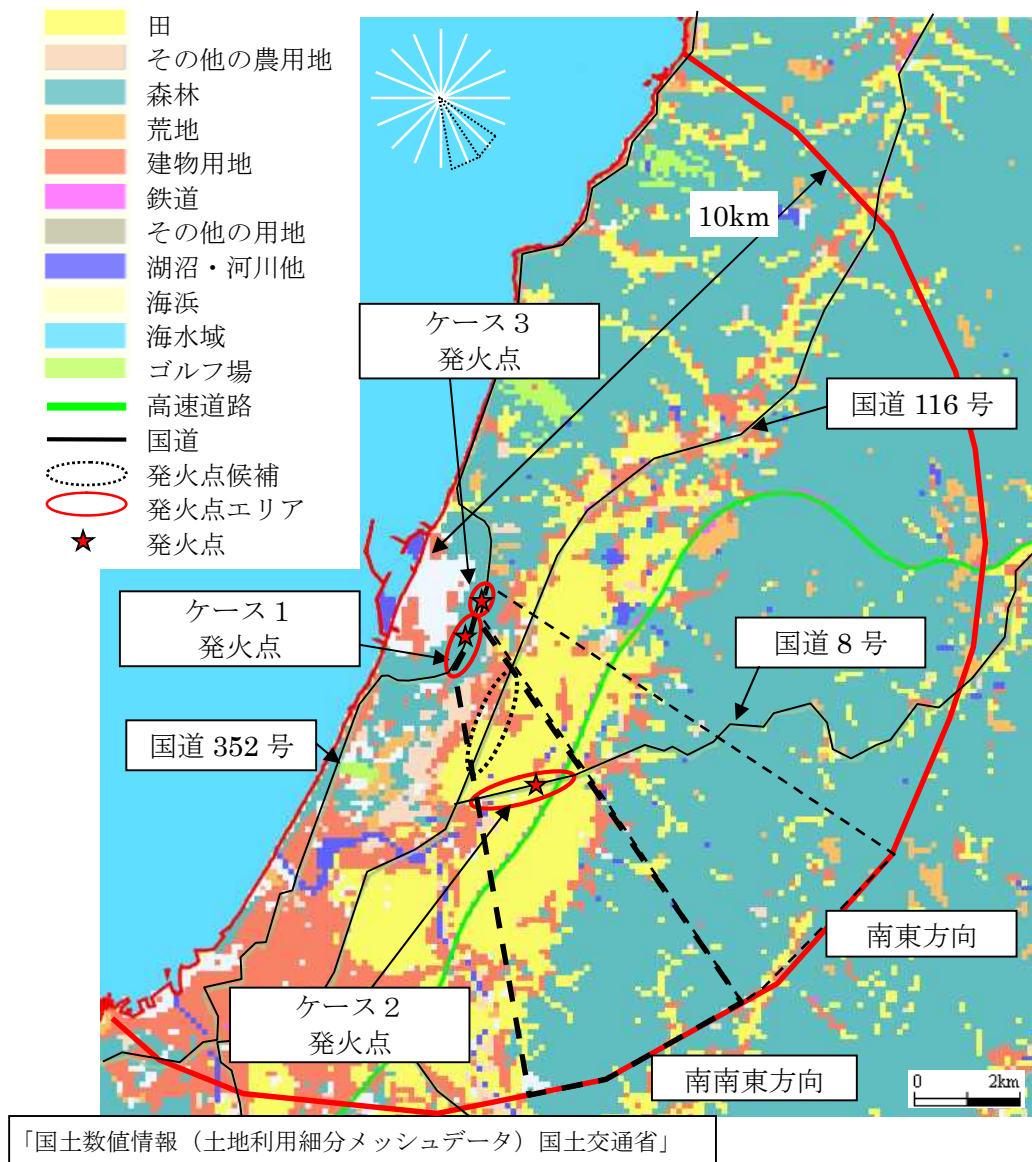 田
その他の農用地
森林
荒地
建物用地
鉄道
その他の用地
湖沼・河川他
海浜
海水域
ゴルフ場
高速道路
国道
発火点候補
発火点エリア
発火点
10km
ケース３
発火点
国道 116 号
ケース１
発火点
国道 8 号
国道 352 号
南東方向
ケース２
発火点
南南東方向
0 2km
「国土数値情報（土地利用細分メッシュデータ）国土交通省」